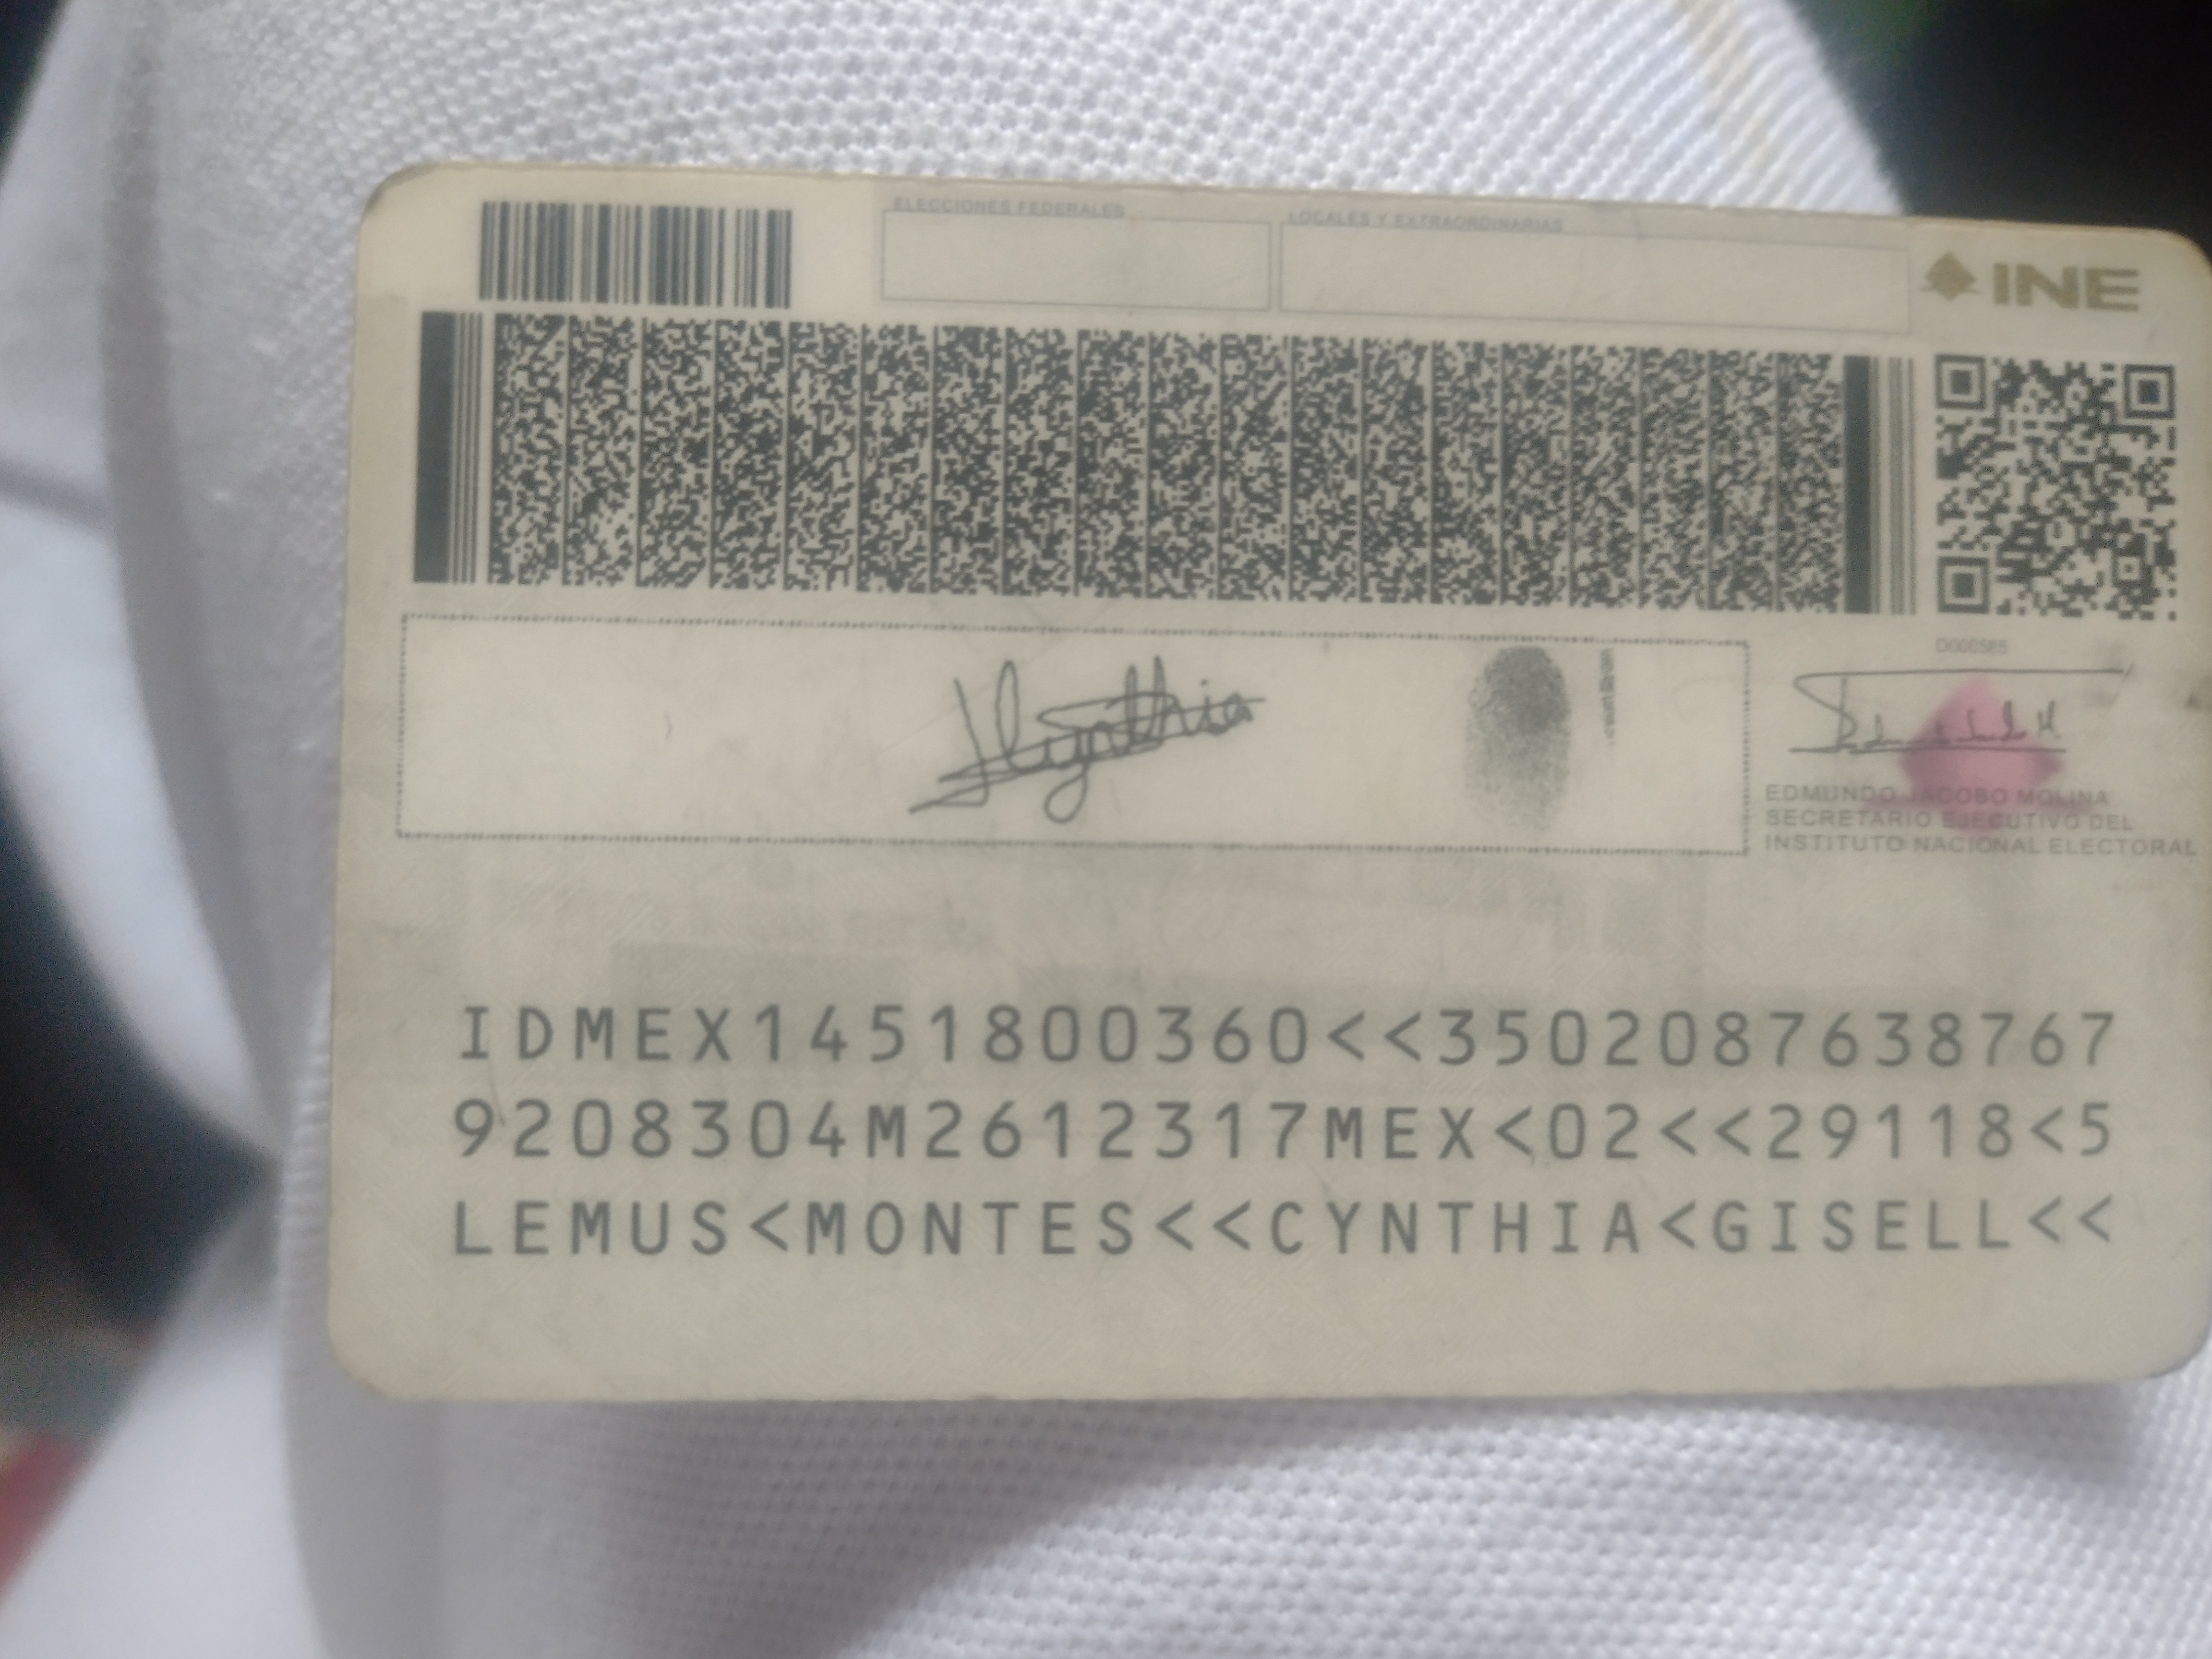 ELECCIONES FEDERALES
LOCALES Y EXTRAORDINARIAS
INE
Cynthia
EDMUNDO JACOBO MOLINA
SECRETARIO EJECUTIVO DEL
INSTITUTO NACIONAL ELECTORAL
IDMEX1451800360<<3502087638767
9208304M2612317MEX<02<<29118<5
LEMUS<MONTES<<CYNTHIA<GISELL<<